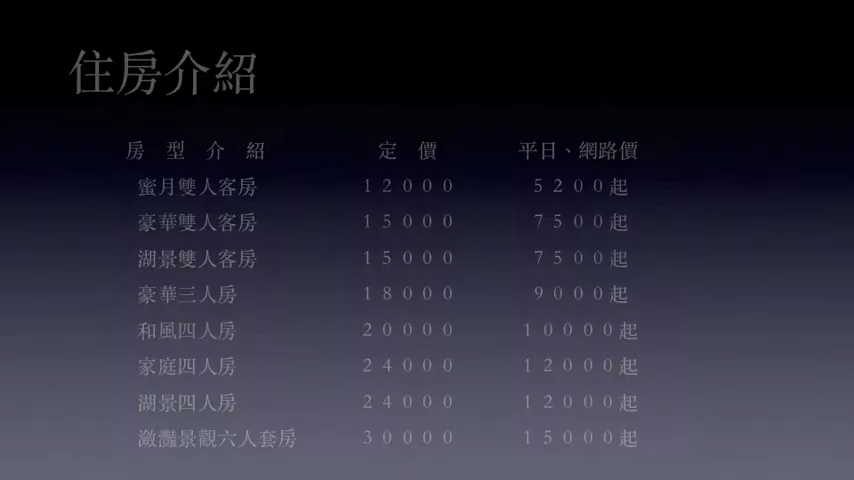 住房介紹
房型介紹 定價 平日、網路價
蜜月雙人客房 12000 5200起
豪華雙人客房 15000 7500起
湖景雙人客房 15000 7500起
豪華三人房 18000 9000起
和風四人房 20000 10000起
家庭四人房 24000 12000起
湖景四人房 24000 12000起
瀲灩景觀六人套房 30000 15000起